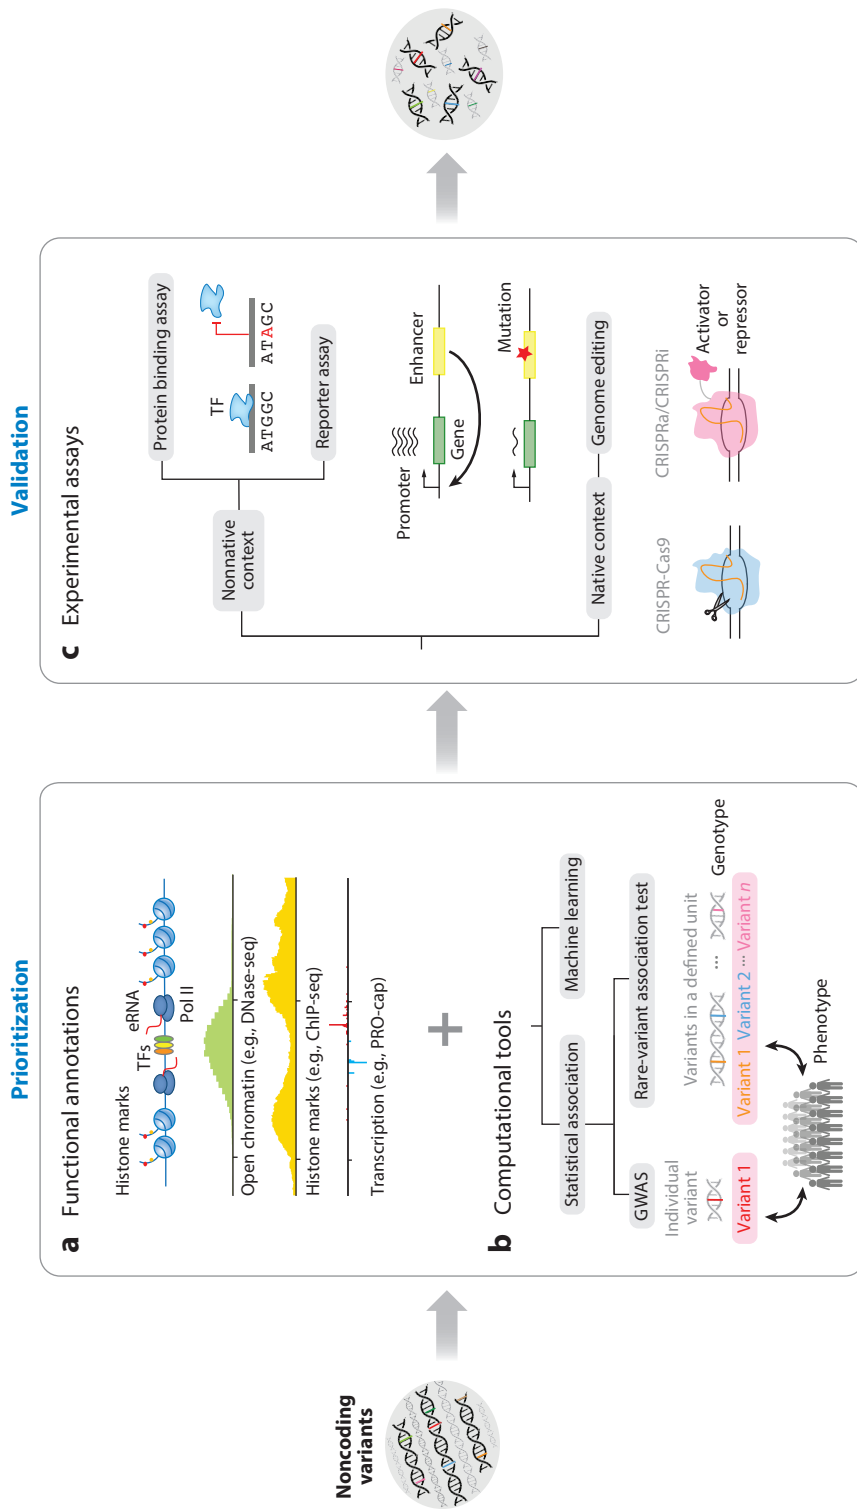 Noncoding
variants
Prioritization
a Functional annotations
Histone marks
TFs
eRNA
Pol II
Open chromatin (e.g., DNase-seq)
Histone marks (e.g., ChIP-seq)
Transcription (e.g., PRO-cap)
+
b Computational tools
Statistical association
Machine learning
GWAS
Rare-variant association test
Individual
variant
Variants in a defined unit
...
Genotype
Variant 1
Variant 1 Variant 2 ... Variant n
Phenotype
Validation
c Experimental assays
Nonnative
context
Protein binding assay
TF
ATGGC
ATAGC
Reporter assay
Promoter
Gene
Enhancer
Mutation
Native context
Genome editing
CRISPR-Cas9
CRISPRa/CRISPRi
Activator
or
repressor